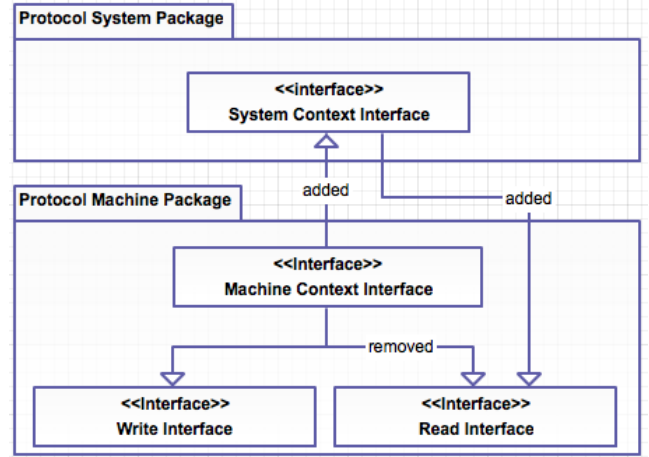 Protocol System Package
<<interface>>
System Context Interface
added
added
Protocol Machine Package
<<Interface>>
Machine Context Interface
removed
<<Interface>>
Write Interface
<<Interface>>
Read Interface